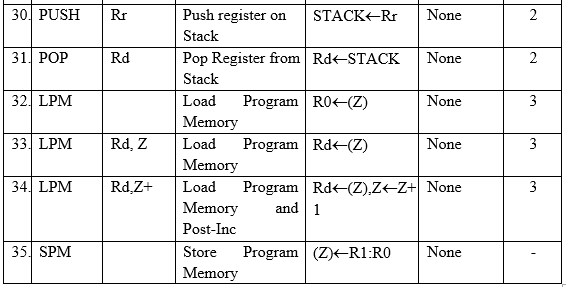 30. PUSH Rr Push register on STACK←Rr None 2
Stack
31. POP Rd Pop Register from Rd←STACK None 2
Stack
32. LPM Load Program R0←(Z) None 3
Memory
33. LPM Rd, Z Load Program Rd←(Z) None 3
Memory
34. LPM Rd,Z+ Load Program Rd←(Z),Z←Z+ None 3
Memory and 1
Post-Inc
35. SPM Store Program (Z)←R1:R0 None -
Memory